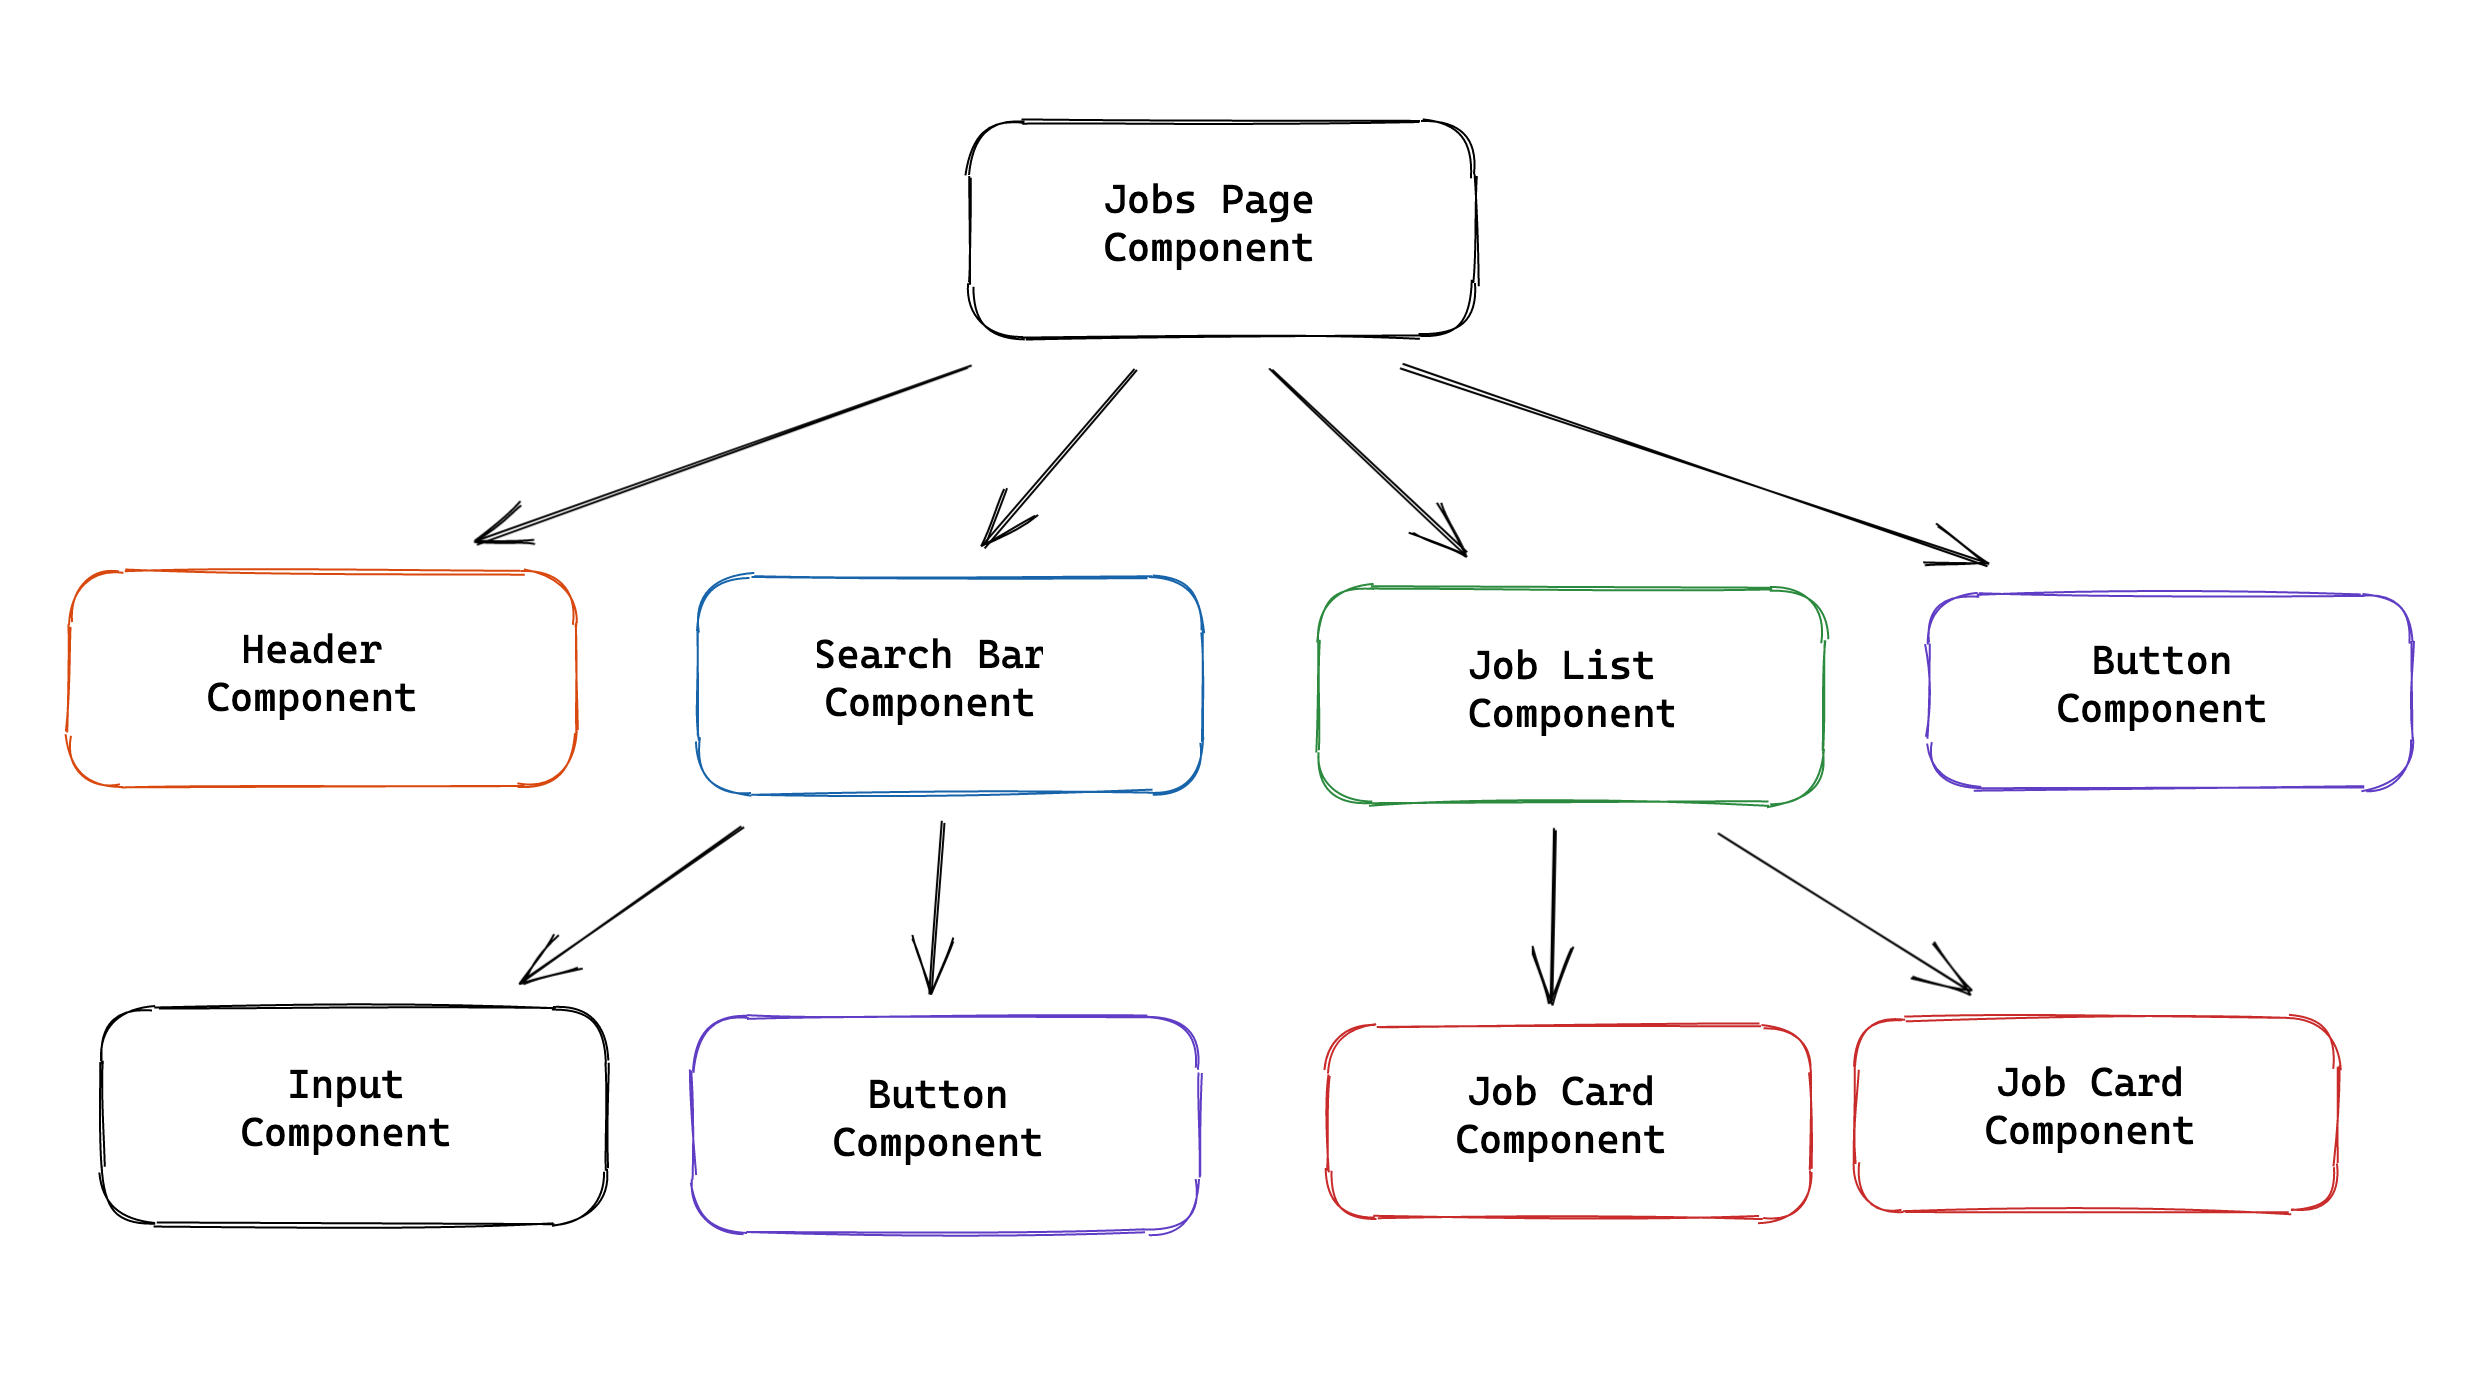 Jobs Page
Component
Header
Component
Search Bar
Component
Job List
Component
Button
Component
Input
Component
Button
Component
Job Card
Component
Job Card
Component